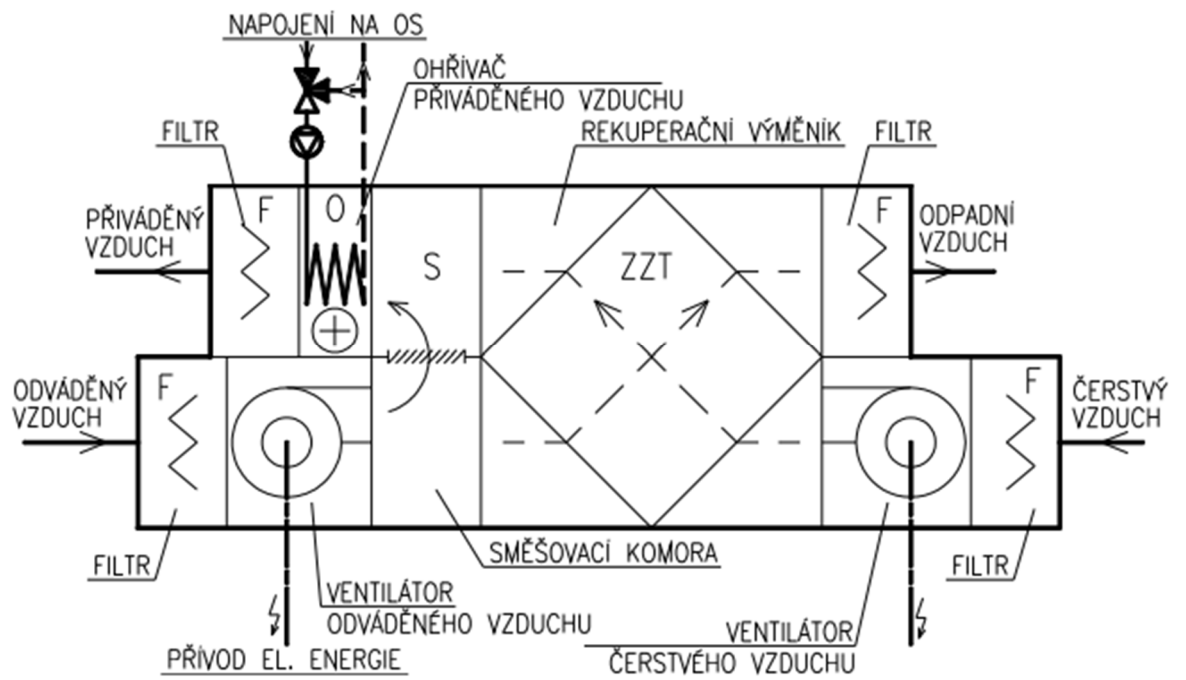 NAPOJENÍ NA OS
OHŘÍVAČ
PŘIVÁDĚNÉHO VZDUCHU
FILTR
REKUPERAČNÍ VÝMĚNÍK
FILTR
F
O
F
PŘIVÁDĚNÝ
VZDUCH
ODPADNÍ
VZDUCH
S
ZZT
ODVÁDĚNÝ
VZDUCH
F
F
ČERSTVÝ
VZDUCH
SMĚŠOVACÍ KOMORA
FILTR
FILTR
VENTILÁTOR
ODVÁDĚNÉHO VZDUCHU
VENTILÁTOR
ČERSTVÉHO VZDUCHU
PŘÍVOD EL. ENERGIE